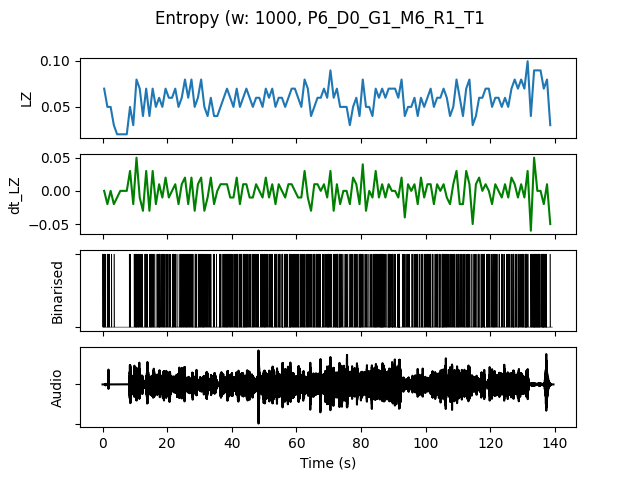 Entropy (w: 1000, P6_D0_G1_M6_R1_T1
0.10
0.05
LZ
0.05
0.00
−0.05
dt_LZ
Binarised
Audio
0 20 40 60 80 100 120 140
Time (s)